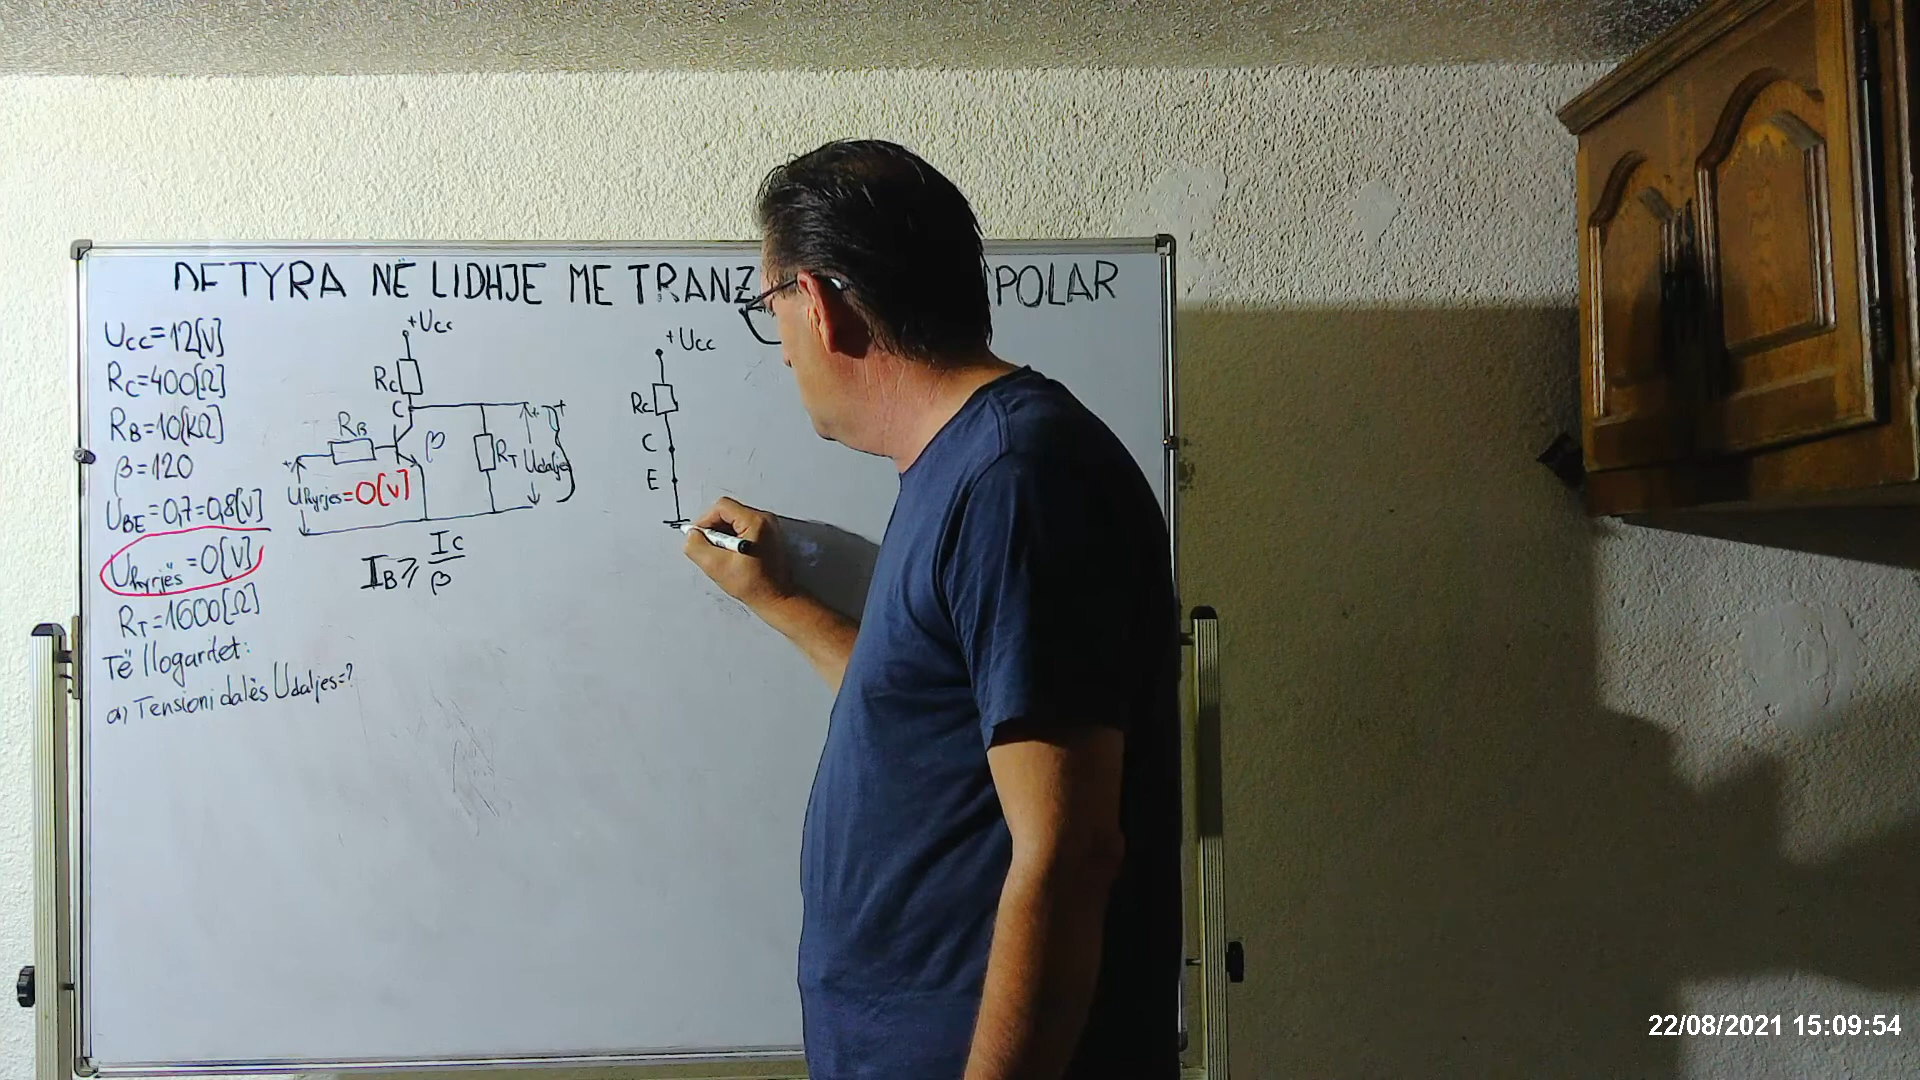 DETYRA NË LIDHJE ME TRANZ POLAR
Ucc=12[V]
Rc=400[Ω]
RB=10[kΩ]
β=120
UBE=0,7÷0,8[V]
Uhyrjës=0[V]
RT=1600[Ω]
Të llogaritet:
a) Tensioni dalës Udaljes=?
+Ucc
Rc
C
RB
β
RT
+
Udaljes
+
+
Uhyrjes=0[V]
IB≥Ic/β
+Ucc
Rc
C
E
22/08/2021 15:09:54